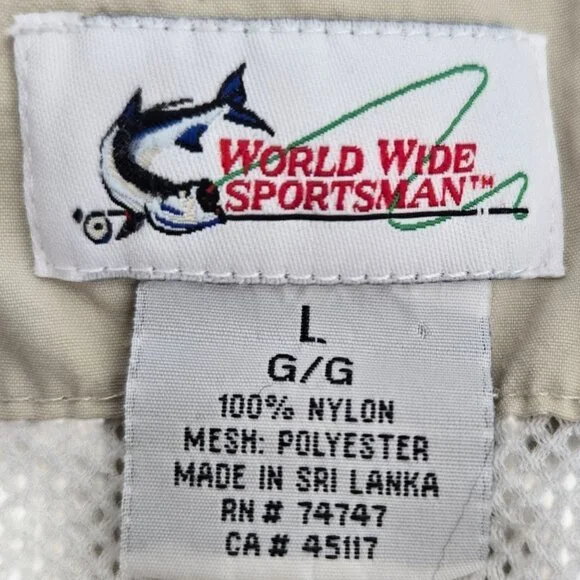 WORLD WIDE
SPORTSMAN™
L
G/G
100% NYLON
MESH: POLYESTER
MADE IN SRI LANKA
RN# 74747
CA# 45117